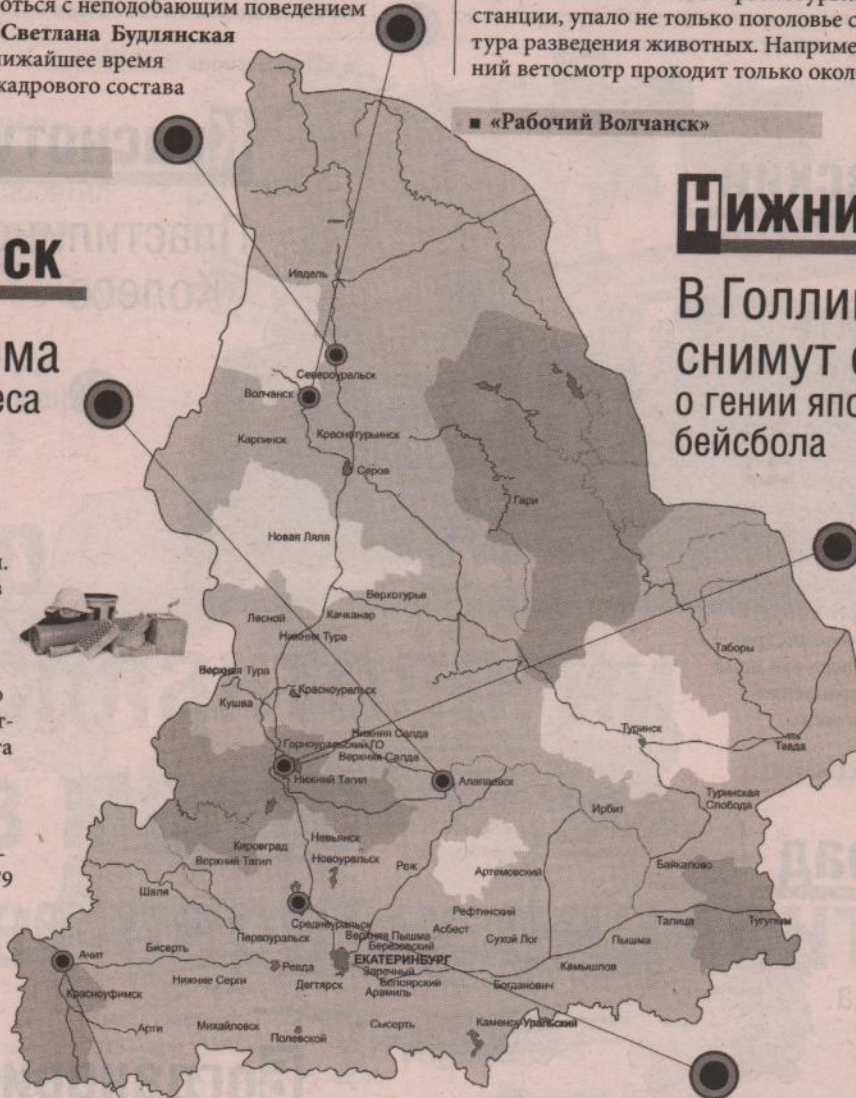 оться с неподобающим поведением
Светлана Будлянская
лижайшее время
кадрового состава
станции, упало не только поголовье с
тура разведения животных. Наприме
ний ветосмотр проходит только окол
■ «Рабочий Волчанск»
ск
ма
еса
Нижни
В Голли
снимут
о гении япо
бейсбола
Ивдель
Североуральск
Волчанск
Карпинск
Краснотурьинск
Серов
Гари
Новая Ляля
Верхотурье
Лесной
Качканар
Нижняя Тура
Таборы
Верхняя Тура
Красноуральск
Кушва
Туринск
Тавда
Нижняя Салда
Горноуральский ГО
Верхняя Салда
Нижний Тагил
Алапаевск
Туринская
Слобода
Ирбит
Кировград
Невьянск
Верхний Тагил
Новоуральск
Реж
Артемовский
Байкалово
Шаля
Рефтинский
Среднеуральск
Асбест
Талица
Тугулым
Первоуральск
Верхняя Пышма
Сухой Лог
Пышма
Бисерть
Березовский
Ачит
ЕКАТЕРИНБУРГ
Ревда
Заречный
Камышлов
Нижние Серги
Дегтярск
Белоярский
Богданович
Красноуфимск
Арамиль
Арти
Михайловск
Полевской
Сысерть
Каменск-Уральский
79